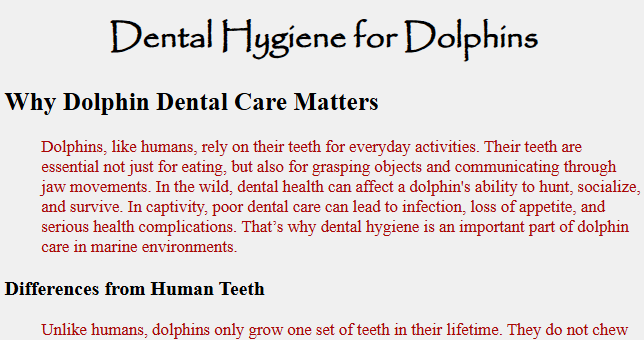 Dental Hygiene for Dolphins
Why Dolphin Dental Care Matters
Dolphins, like humans, rely on their teeth for everyday activities. Their teeth are
essential not just for eating, but also for grasping objects and communicating through
jaw movements. In the wild, dental health can affect a dolphin's ability to hunt, socialize,
and survive. In captivity, poor dental care can lead to infection, loss of appetite, and
serious health complications. That’s why dental hygiene is an important part of dolphin
care in marine environments.
Differences from Human Teeth
Unlike humans, dolphins only grow one set of teeth in their lifetime. They do not chew